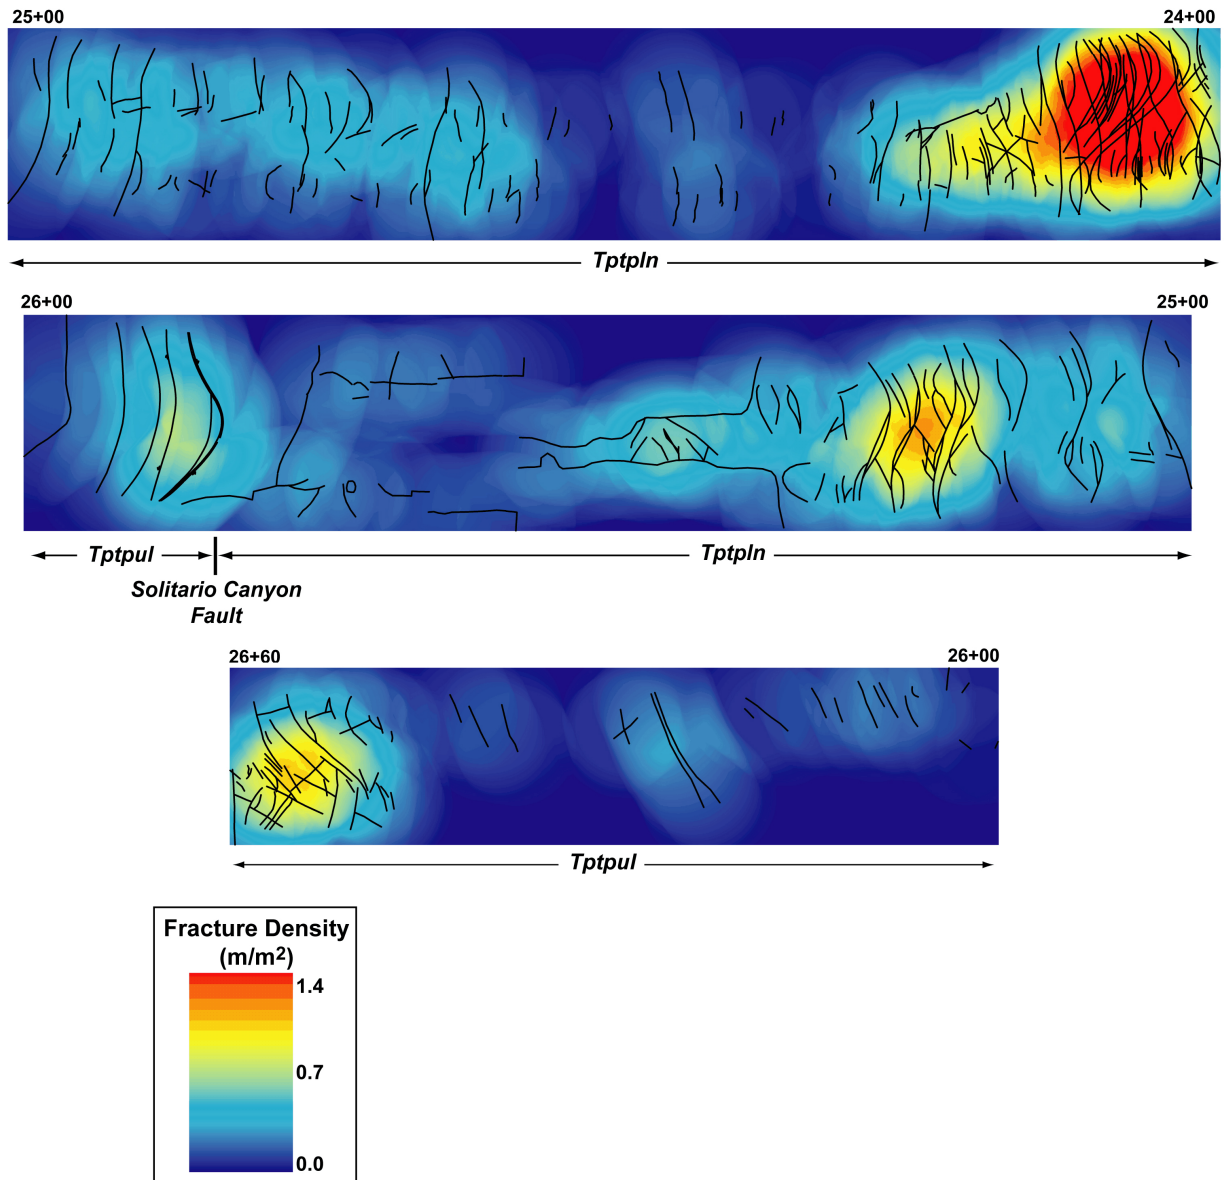 25+00 24+00
Tptpln
26+00 25+00
Tptpul Tptpln
Solitario Canyon
Fault
26+60 26+00
Tptpul
Fracture Density
(m/m2)
1.4
0.7
0.0